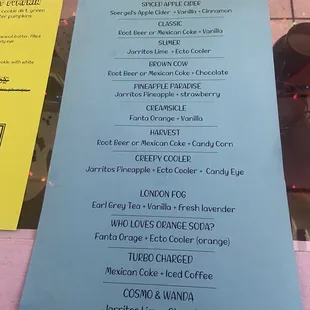 SPICED APPLE CIDER
Soergel's Apple Cider + Vanilla + Cinnamon
CLASSIC
Root Beer or Mexican Coke + Vanilla
SLIMER
Jarritos Lime + Ecto Cooler
BROWN COW
Root Beer or Mexican Coke + Chocolate
PINEAPPLE PARADISE
Jarritos Pineapple + strawberry
CREAMSICLE
Fanta Orange + Vanilla
HARVEST
Root Beer or Mexican Coke + Candy Corn
CREEPY COOLER
Jarritos Pineapple + Ecto Cooler + Candy Eye
LONDON FOG
Earl Grey Tea + Vanilla + fresh lavender
WHO LOVES ORANGE SODA?
Fanta Orage + Ecto Cooler (orange)
TURBO CHARGED
Mexican Coke + Iced Coffee
COSMO & WANDA